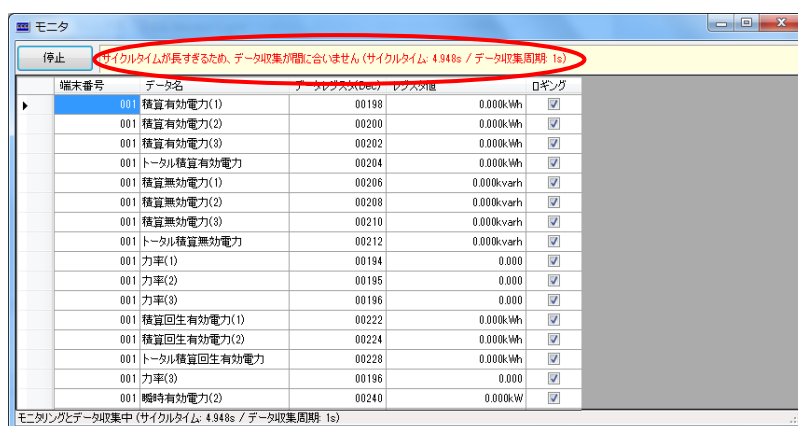 モニタ
停止 サイクルタイムが長すぎるため、データ収集が間に合いません (サイクルタイム: 4.948s / データ収集周期: 1s)
端末番号 データ名 データレジスタ(Dec) レジスタ値 ロギング
001 積算有効電力(1) 00198 0.000kWh
001 積算有効電力(2) 00200 0.000kWh
001 積算有効電力(3) 00202 0.000kWh
001 トータル積算有効電力 00204 0.000kWh
001 積算無効電力(1) 00206 0.000kvarh
001 積算無効電力(2) 00208 0.000kvarh
001 積算無効電力(3) 00210 0.000kvarh
001 トータル積算無効電力 00212 0.000kvarh
001 力率(1) 00194 0.000
001 力率(2) 00195 0.000
001 力率(3) 00196 0.000
001 積算回生有効電力(1) 00222 0.000kWh
001 積算回生有効電力(2) 00224 0.000kWh
001 トータル積算回生有効電力 00228 0.000kWh
001 力率(3) 00196 0.000
001 瞬時有効電力(2) 00240 0.000kW
モニタリングとデータ収集中 (サイクルタイム: 4.948s / データ収集周期: 1s)